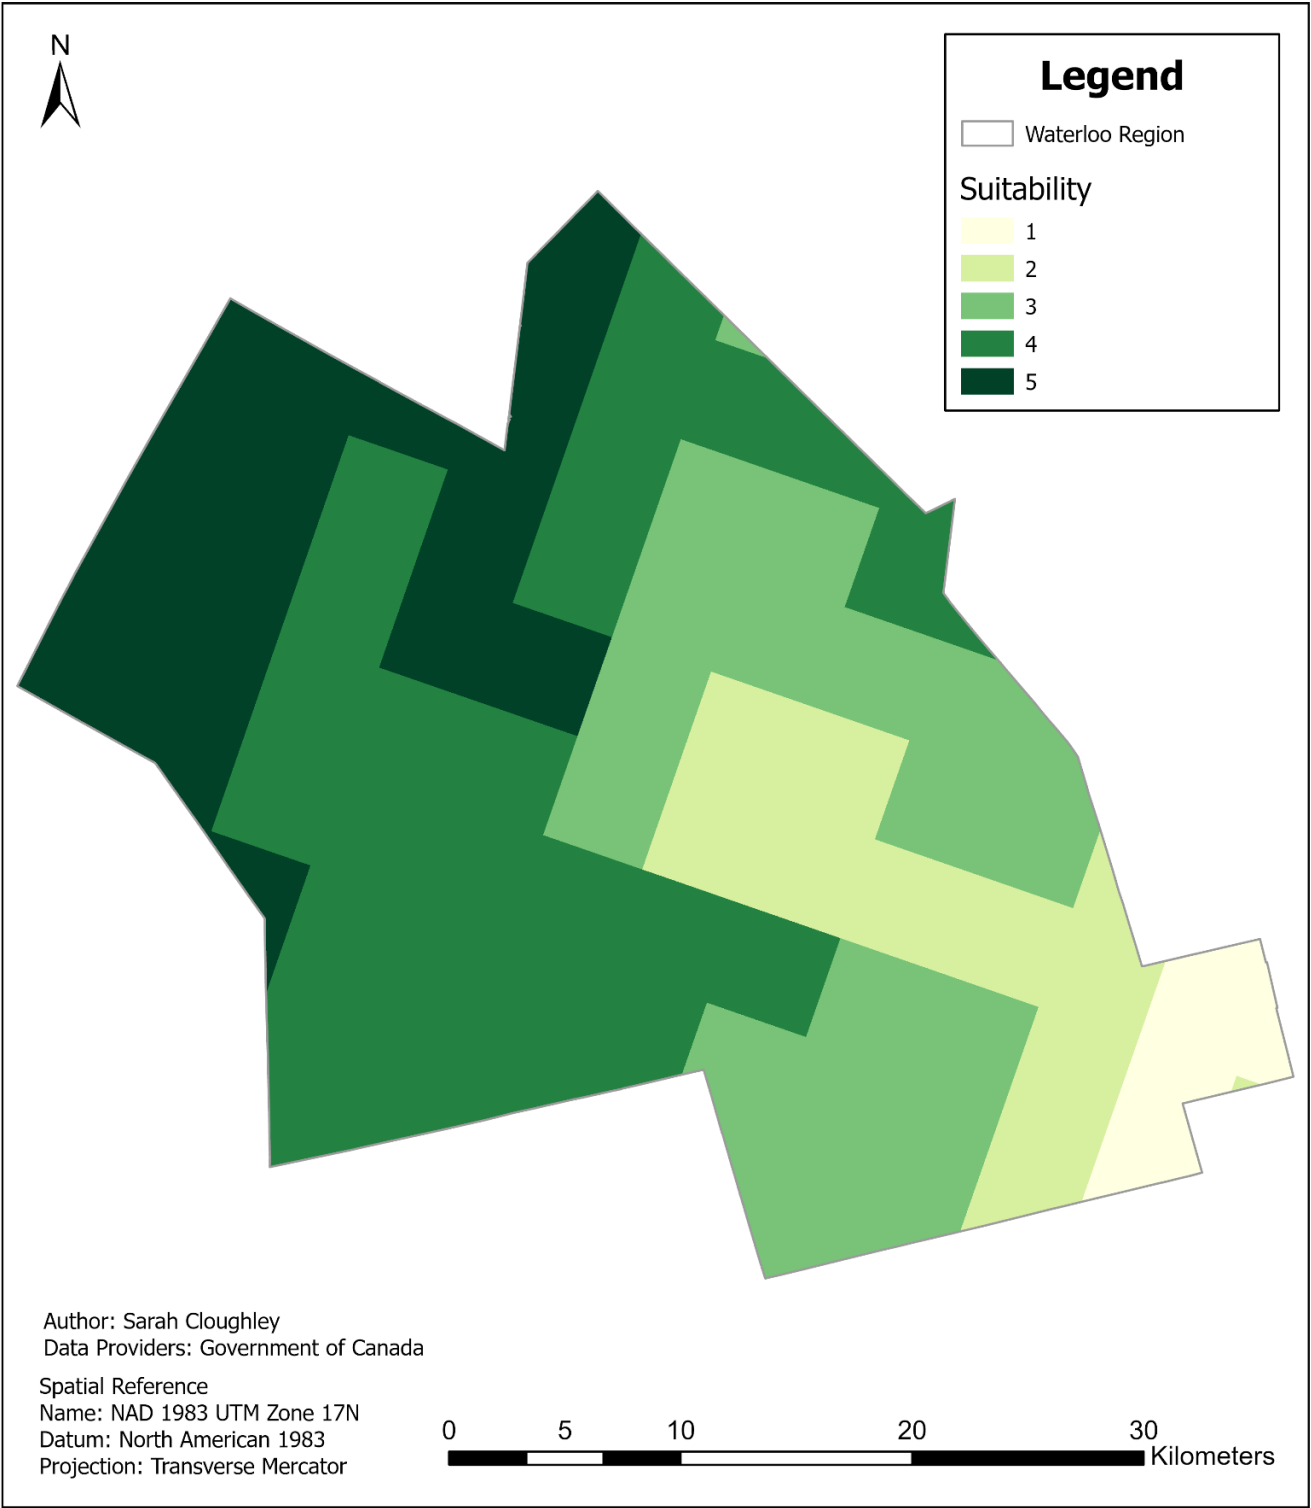 N
Legend
Waterloo Region
Suitability
1
2
3
4
5
Author: Sarah Cloughley
Data Providers: Government of Canada
Spatial Reference
Name: NAD 1983 UTM Zone 17N
Datum: North American 1983
Projection: Transverse Mercator
0 5 10 20 30
Kilometers